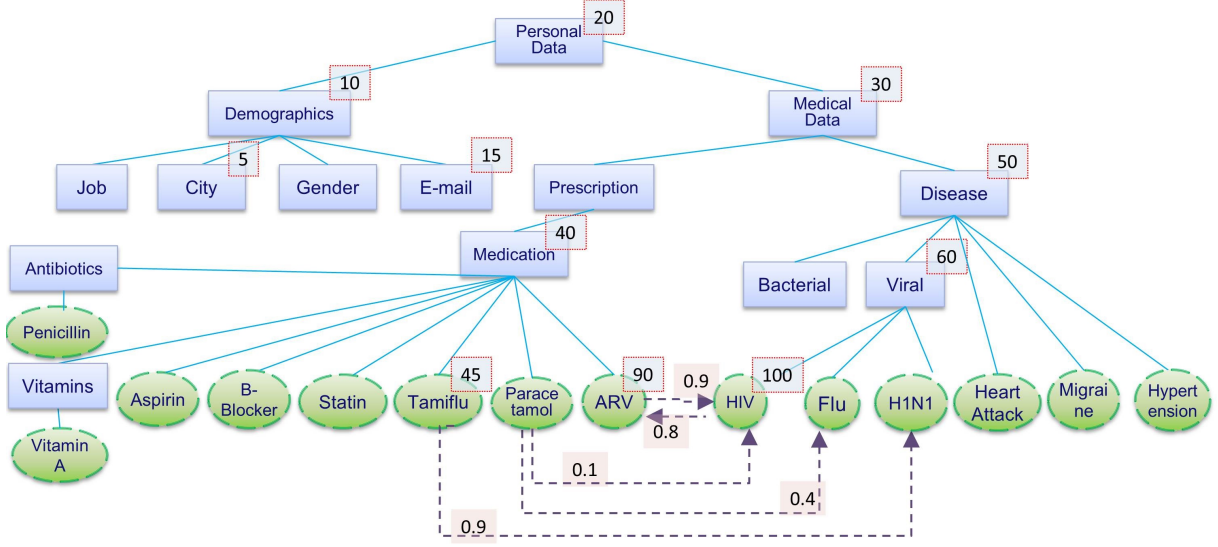 20
Personal
Data
10
30
Demographics
Medical
Data
5
15
50
Job
City
Gender
E-mail
Prescription
Disease
40
60
Antibiotics
Medication
Bacterial
Viral
Penicillin
45
90
0.9
100
Vitamins
Aspirin
B-
Blocker
Statin
Tamiflu
Parace
tamol
ARV
HIV
Flu
H1N1
Heart
Attack
Migrai
ne
Hypert
ension
0.8
Vitamin
A
0.1
0.4
0.9